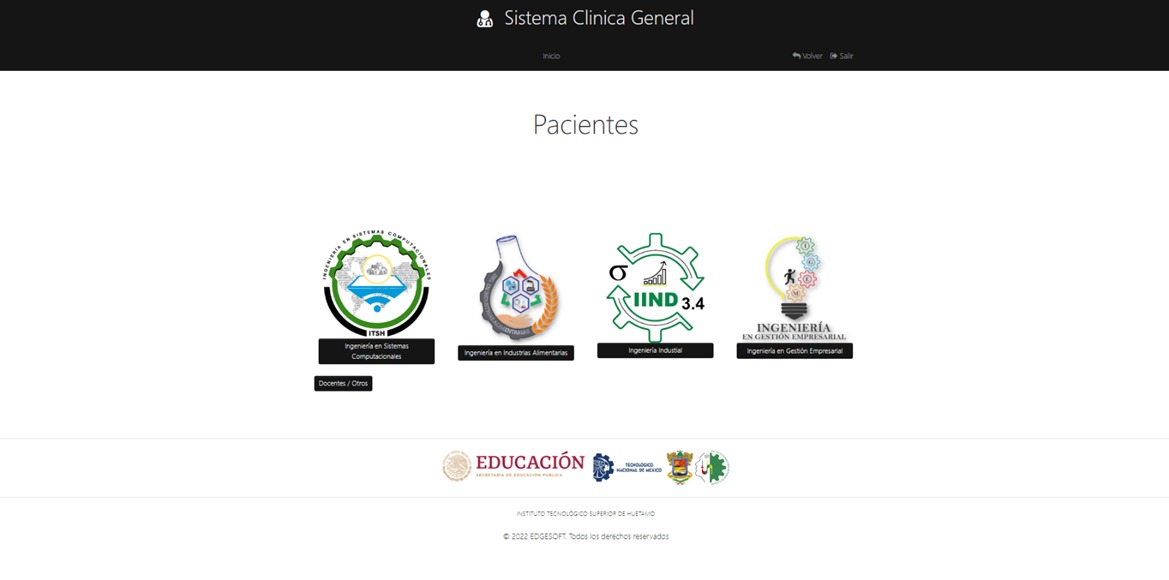 Sistema Clinica General
Inicio
Volver
Salir
Pacientes
INGENIERÍA EN SISTEMAS COMPUTACIONALES
ITSH
σ
IIND 3.4
INGENIERÍA
EN GESTIÓN EMPRESARIAL
Ingeniería en Sistemas
Computacionales
Ingeniería en Industrias Alimentarias
Ingeniería Industial
Ingeniería en Gestión Empresarial
Docentes / Otros
EDUCACIÓN
SECRETARÍA DE EDUCACIÓN PÚBLICA
TECNOLÓGICO
NACIONAL DE MÉXICO
INSTITUTO TECNOLÓGICO SUPERIOR DE HUETAMO
© 2022 EDGESOFT. Todos los derechos reservados